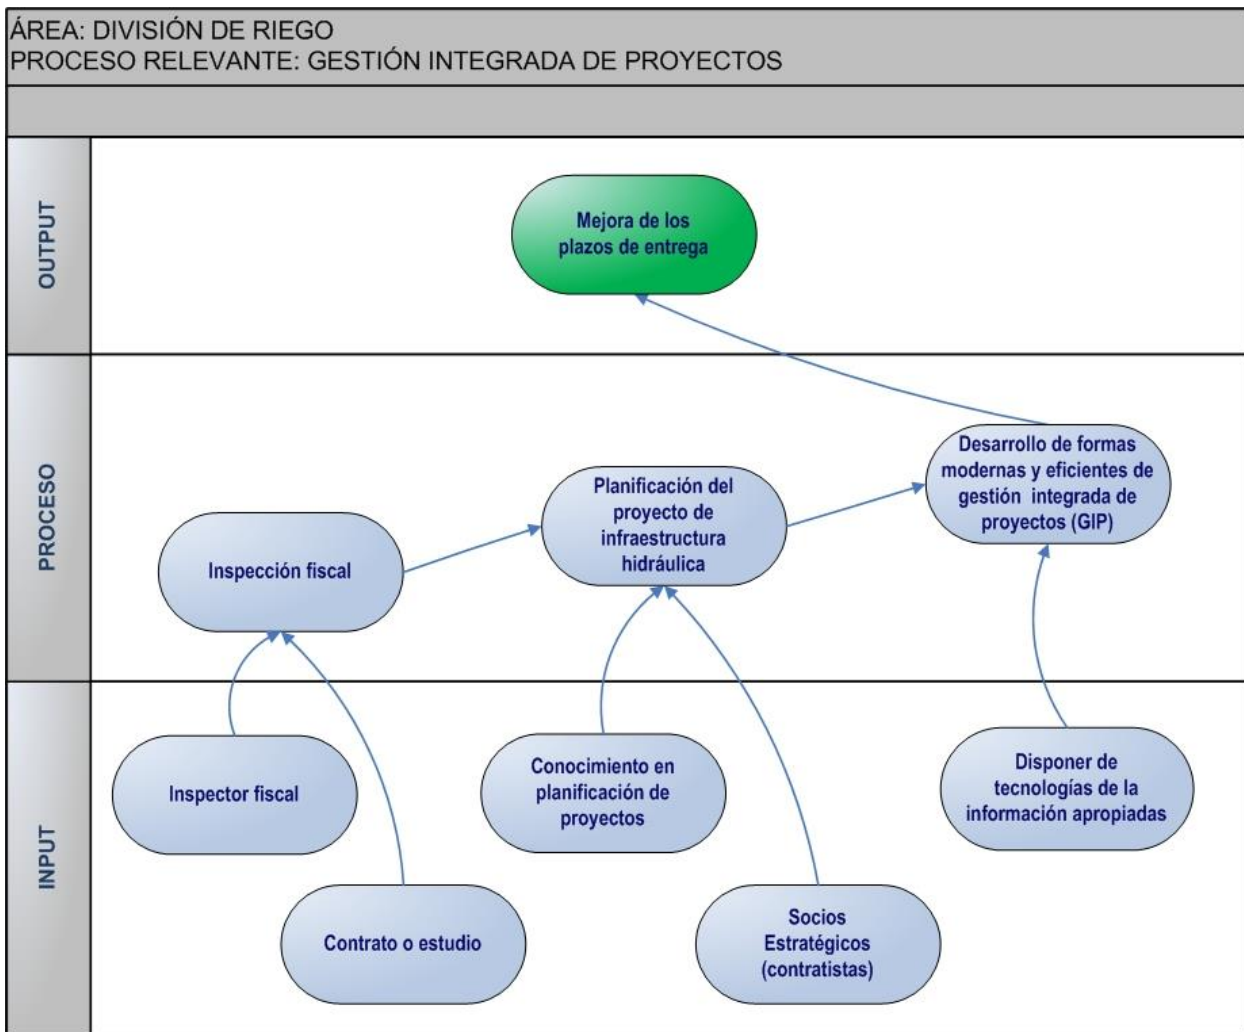 ÁREA: DIVISIÓN DE RIEGO
PROCESO RELEVANTE: GESTIÓN INTEGRADA DE PROYECTOS
OUTPUT
Mejora de los
plazos de entrega
PROCESO
Inspección fiscal
Planificación del
proyecto de
infraestructura
hidráulica
Desarrollo de formas
modernas y eficientes de
gestión integrada de
proyectos (GIP)
INPUT
Inspector fiscal
Contrato o estudio
Conocimiento en
planificación de
proyectos
Socios
Estratégicos
(contratistas)
Disponer de
tecnologías de la
información apropiadas